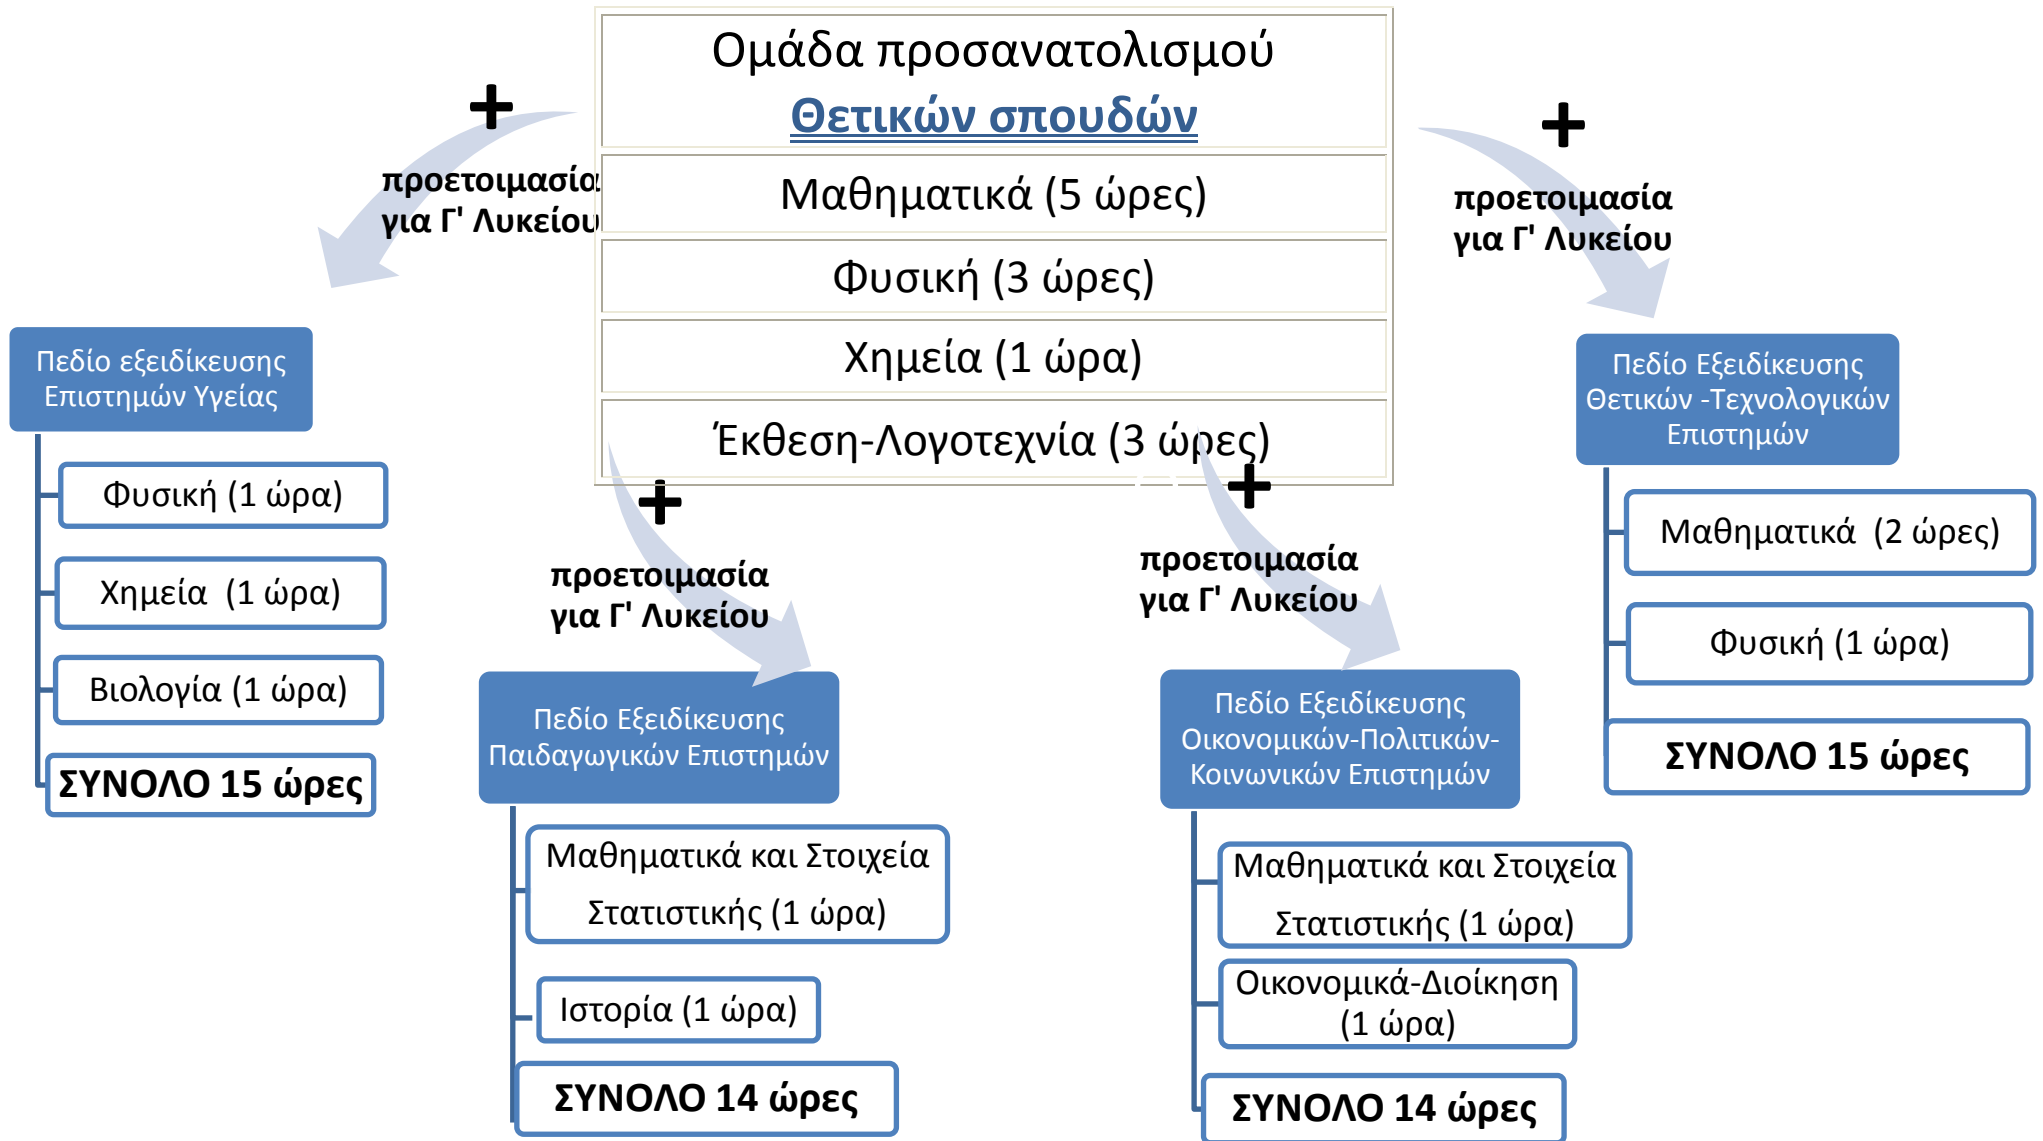 Ομάδα προσανατολισμού
Θετικών σπουδών
Μαθηματικά (5 ώρες)
Φυσική (3 ώρες)
Χημεία (1 ώρα)
Έκθεση-Λογοτεχνία (3 ώρες)
+
προετοιμασία
για Γ' Λυκείου
Πεδίο εξειδίκευσης
Επιστημών Υγείας
Φυσική (1 ώρα)
Χημεία (1 ώρα)
Βιολογία (1 ώρα)
ΣΥΝΟΛΟ 15 ώρες
+
προετοιμασία
για Γ' Λυκείου
Πεδίο Εξειδίκευσης
Παιδαγωγικών Επιστημών
Μαθηματικά και Στοιχεία
Στατιστικής (1 ώρα)
Ιστορία (1 ώρα)
ΣΥΝΟΛΟ 14 ώρες
+
προετοιμασία
για Γ' Λυκείου
Πεδίο Εξειδίκευσης
Οικονομικών-Πολιτικών-
Κοινωνικών Επιστημών
Μαθηματικά και Στοιχεία
Στατιστικής (1 ώρα)
Οικονομικά-Διοίκηση
(1 ώρα)
ΣΥΝΟΛΟ 14 ώρες
+
προετοιμασία
για Γ' Λυκείου
Πεδίο Εξειδίκευσης
Θετικών -Τεχνολογικών
Επιστημών
Μαθηματικά (2 ώρες)
Φυσική (1 ώρα)
ΣΥΝΟΛΟ 15 ώρες